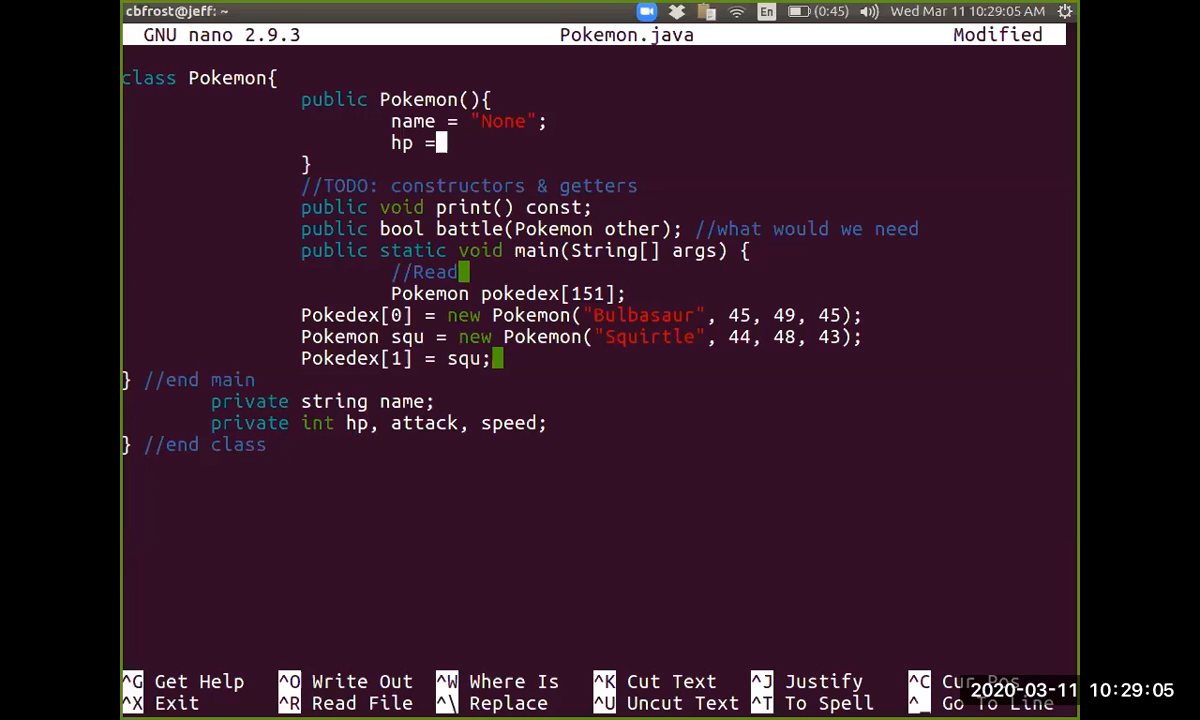 cbfrost@jeff: ~ En (0:45) Wed Mar 11 10:29:05 AM
GNU nano 2.9.3 Pokemon.java Modified
class Pokemon{
public Pokemon(){
name = "None";
hp =
}
//TODO: constructors & getters
public void print() const;
public bool battle(Pokemon other); //what would we need
public static void main(String[] args) {
//Read
Pokemon pokedex[151];
Pokedex[0] = new Pokemon("Bulbasaur", 45, 49, 45);
Pokemon squ = new Pokemon("Squirtle", 44, 48, 43);
Pokedex[1] = squ;
} //end main
private string name;
private int hp, attack, speed;
} //end class
^G Get Help ^O Write Out ^W Where Is ^K Cut Text ^J Justify ^C Cur Pos
^X Exit ^R Read File ^\ Replace ^U Uncut Text ^T To Spell ^_ Go To Line
2020-03-11 10:29:05